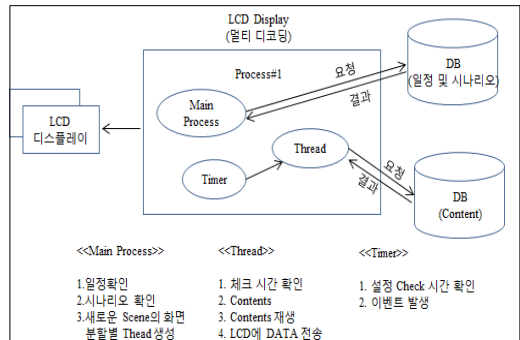 LCD Display
(멀티 디코딩)
Process#1
Main
Process
Timer
Thread
요청
결과
DB
(일정 및 시나리오)
요청
결과
DB
(Content)
LCD
디스플레이
<<Main Process>>
1.일정확인
2.시나리오 확인
3.새로운 Scene의 화면
분할별 Thead 생성
<<Thread>>
1. 체크 시간 확인
2. Contents
3. Contents 재생
4. LCD에 DATA 전송
<<Timer>>
1. 설정 Check 시간 확인
2. 이벤트 발생